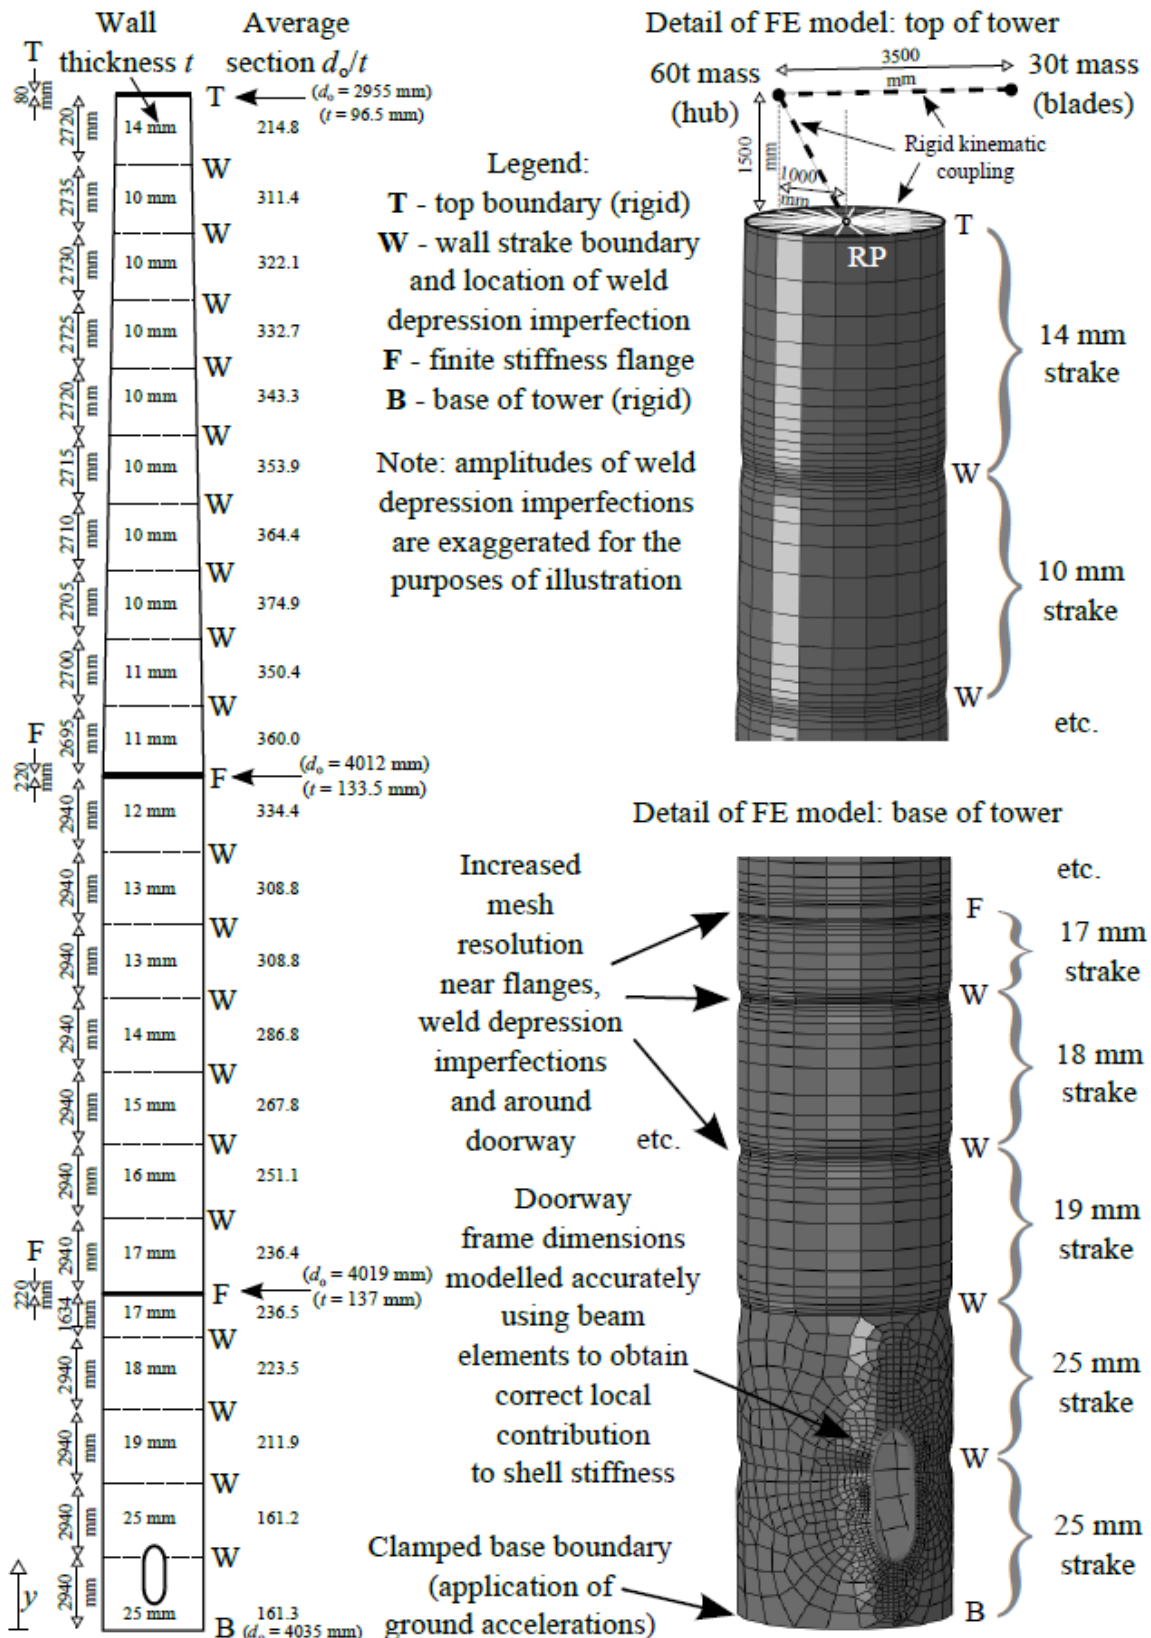 Wall
thickness t
Average
section dₒ/t
T
80
mm
T
(dₒ = 2955 mm)
(t = 96.5 mm)
2720
mm
14 mm
214.8
W
2735
mm
10 mm
311.4
W
2730
mm
10 mm
322.1
W
2725
mm
10 mm
332.7
W
2720
mm
10 mm
343.3
W
2715
mm
10 mm
353.9
W
2710
mm
10 mm
364.4
W
2705
mm
10 mm
374.9
W
2700
mm
11 mm
350.4
W
2695
mm
11 mm
360.0
F
220
mm
F
(dₒ = 4012 mm)
(t = 133.5 mm)
2940
mm
12 mm
334.4
W
2940
mm
13 mm
308.8
W
2940
mm
13 mm
308.8
W
2940
mm
14 mm
286.8
W
2940
mm
15 mm
267.8
W
2940
mm
16 mm
251.1
W
2940
mm
17 mm
236.4
F
220
mm
F
(dₒ = 4019 mm)
(t = 137 mm)
1634
mm
17 mm
236.5
W
2940
mm
18 mm
223.5
W
2940
mm
19 mm
211.9
W
2940
mm
25 mm
161.2
W
2940
mm
25 mm
161.3
y
B (dₒ = 4035 mm)
Legend:
T - top boundary (rigid)
W - wall strake boundary
and location of weld
depression imperfection
F - finite stiffness flange
B - base of tower (rigid)
Note: amplitudes of weld
depression imperfections
are exaggerated for the
purposes of illustration
Detail of FE model: top of tower
60t mass
(hub)
3500
mm
30t mass
(blades)
1500
mm
1000
mm
Rigid kinematic
coupling
RP
T
14 mm
strake
W
10 mm
strake
W
etc.
Detail of FE model: base of tower
Increased
mesh
resolution
near flanges,
weld depression
imperfections
and around
doorway
etc.
Doorway
frame dimensions
modelled accurately
using beam
elements to obtain
correct local
contribution
to shell stiffness
Clamped base boundary
(application of
ground accelerations)
etc.
F
17 mm
strake
W
18 mm
strake
W
19 mm
strake
W
25 mm
strake
W
25 mm
strake
B